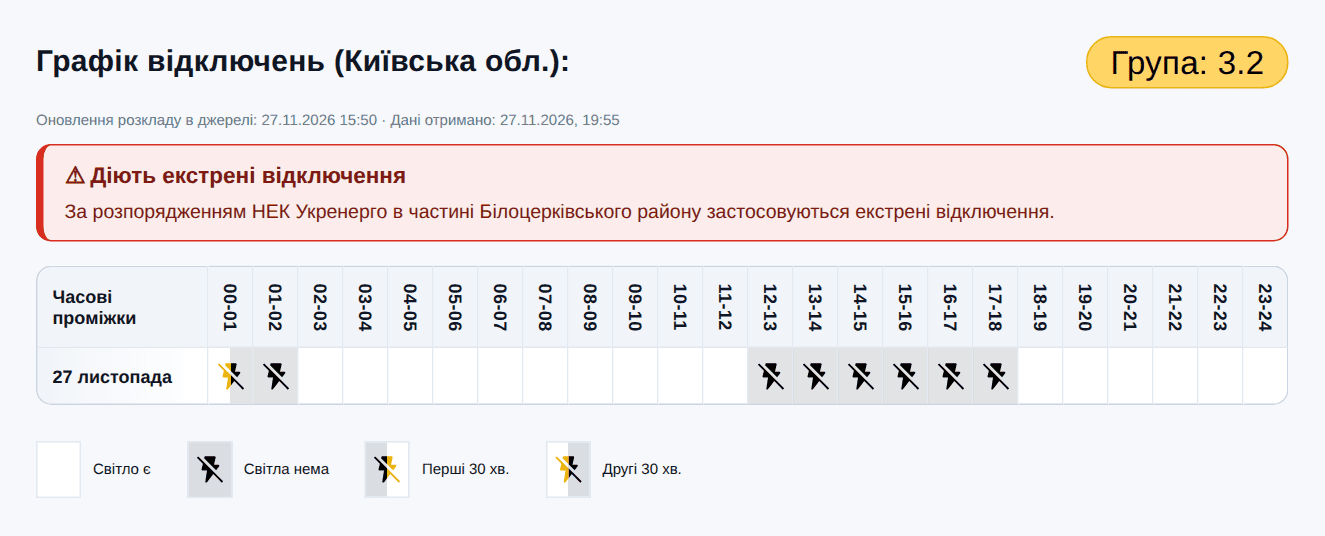 Графік відключень (Київська обл.):
Група: 3.2
Оновлення розкладу в джерелі: 27.11.2026 15:50 · Дані отримано: 27.11.2026, 19:55
⚠ Діють екстрені відключення
За розпорядженням НЕК Укренерго в частині Білоцерківського району застосовуються екстрені відключення.
Часові
проміжки
00-01 01-02 02-03 03-04 04-05 05-06 06-07 07-08 08-09 09-10 10-11 11-12 12-13 13-14 14-15 15-16 16-17 17-18 18-19 19-20 20-21 21-22 22-23 23-24
27 листопада
Світло є
Світла нема
Перші 30 хв.
Другі 30 хв.